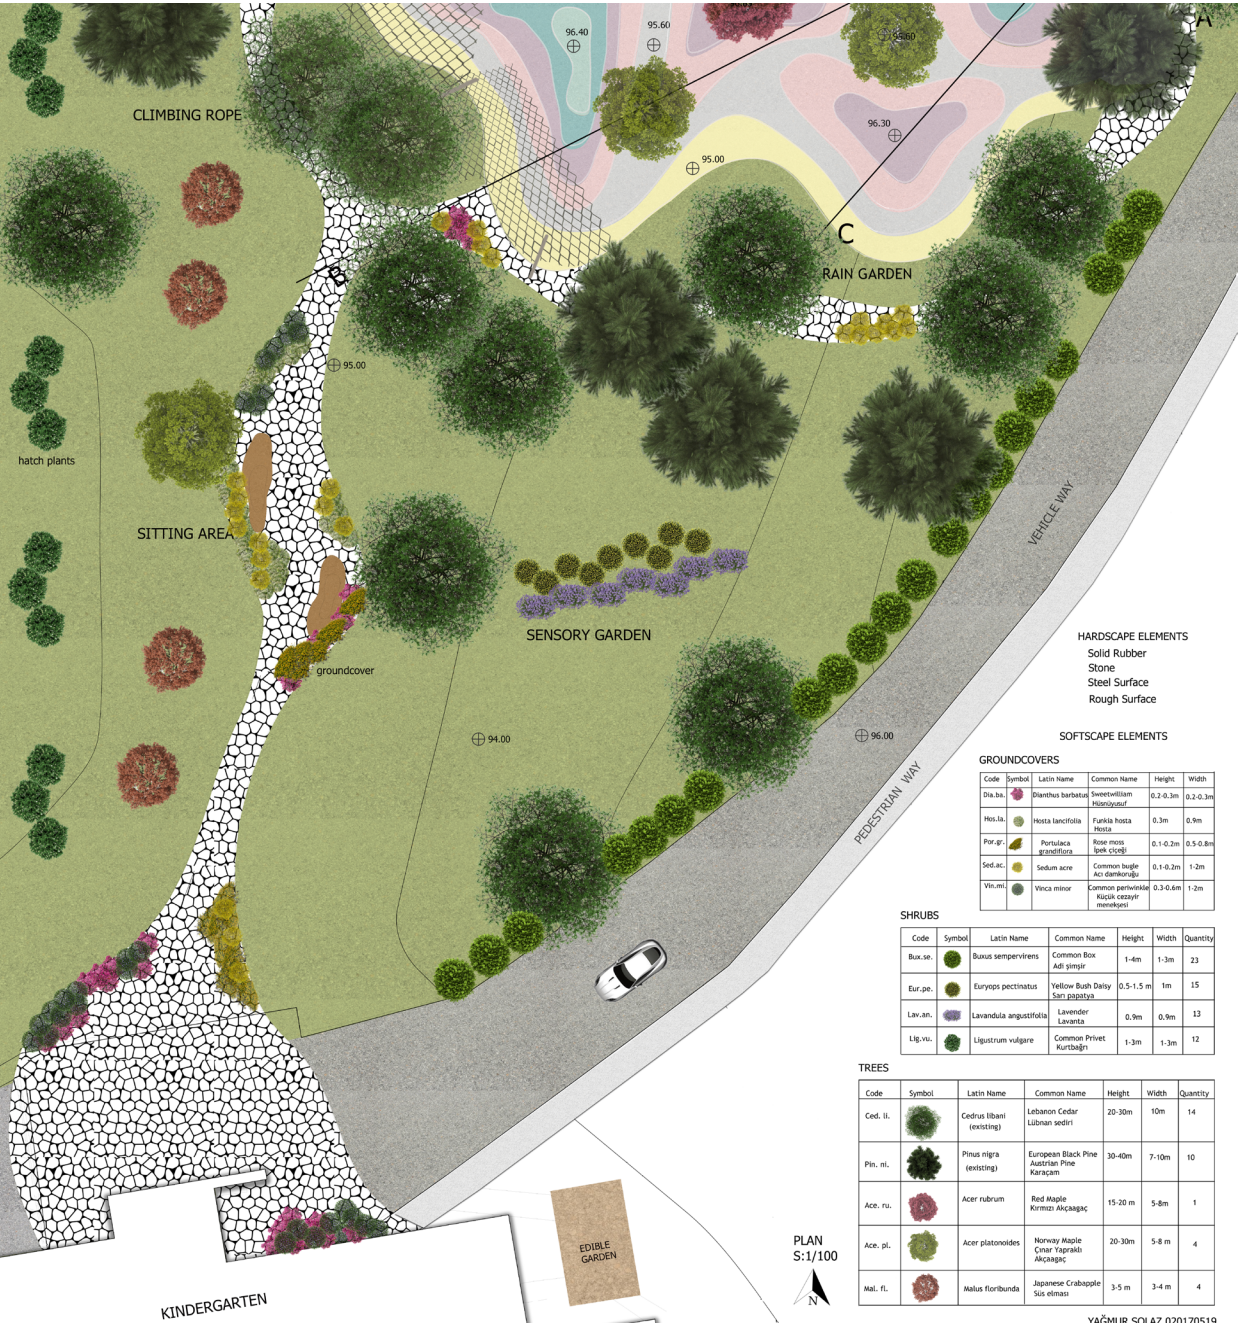 A
96.40
95.60
95.60
CLIMBING ROPE
96.30
95.00
C
RAIN GARDEN
B
95.00
hatch plants
SITTING AREA
VEHICLE WAY
SENSORY GARDEN
groundcover
94.00
96.00
PEDESTRIAN WAY
HARDSCAPE ELEMENTS
Solid Rubber
Stone
Steel Surface
Rough Surface
SOFTSCAPE ELEMENTS
GROUNDCOVERS
Code Symbol Latin Name Common Name Height Width
Dia.ba. Dianthus barbatus Sweetwilliam 0.2-0.3m 0.2-0.3m
Hüsnüyusuf
Hos.la. Hosta lancifolia Funkia hosta 0.3m 0.9m
Hosta
Por.gr. Portulaca Rose moss 0.1-0.2m 0.5-0.8m
grandiflora İpek çiçeği
Sed.ac. Sedum acre Common bugle 0.1-0.2m 1-2m
Acı damkoruğu
Vin.mi. Vinca minor Common periwinkle 0.3-0.6m 1-2m
Küçük cezayir
menekşesi
SHRUBS
Code Symbol Latin Name Common Name Height Width Quantity
Bux.se. Buxus sempervirens Common Box 1-4m 1-3m 23
Adi şimşir
Eur.pe. Euryops pectinatus Yellow Bush Daisy 0.5-1.5 m 1m 15
Sarı papatya
Lav.an. Lavandula angustifolia Lavender 0.9m 0.9m 13
Lavanta
Lig.vu. Ligustrum vulgare Common Privet 1-3m 1-3m 12
Kurtbağrı
TREES
Code Symbol Latin Name Common Name Height Width Quantity
Ced. li. Cedrus libani Lebanon Cedar 20-30m 10m 14
(existing) Lübnan sediri
Pin. ni. Pinus nigra European Black Pine 30-40m 7-10m 10
(existing) Austrian Pine
Karaçam
Ace. ru. Acer rubrum Red Maple 15-20 m 5-8m 1
Kırmızı Akçaagaç
Ace. pl. Acer platonoides Norway Maple 20-30m 5-8 m 4
Çınar Yapraklı
Akçaagaç
Mal. fl. Malus floribunda Japanese Crabapple 3-5 m 3-4 m 4
Süs elması
EDIBLE
GARDEN
PLAN
S:1/100
N
KINDERGARTEN
YAĞMUR SOLAZ 020170519